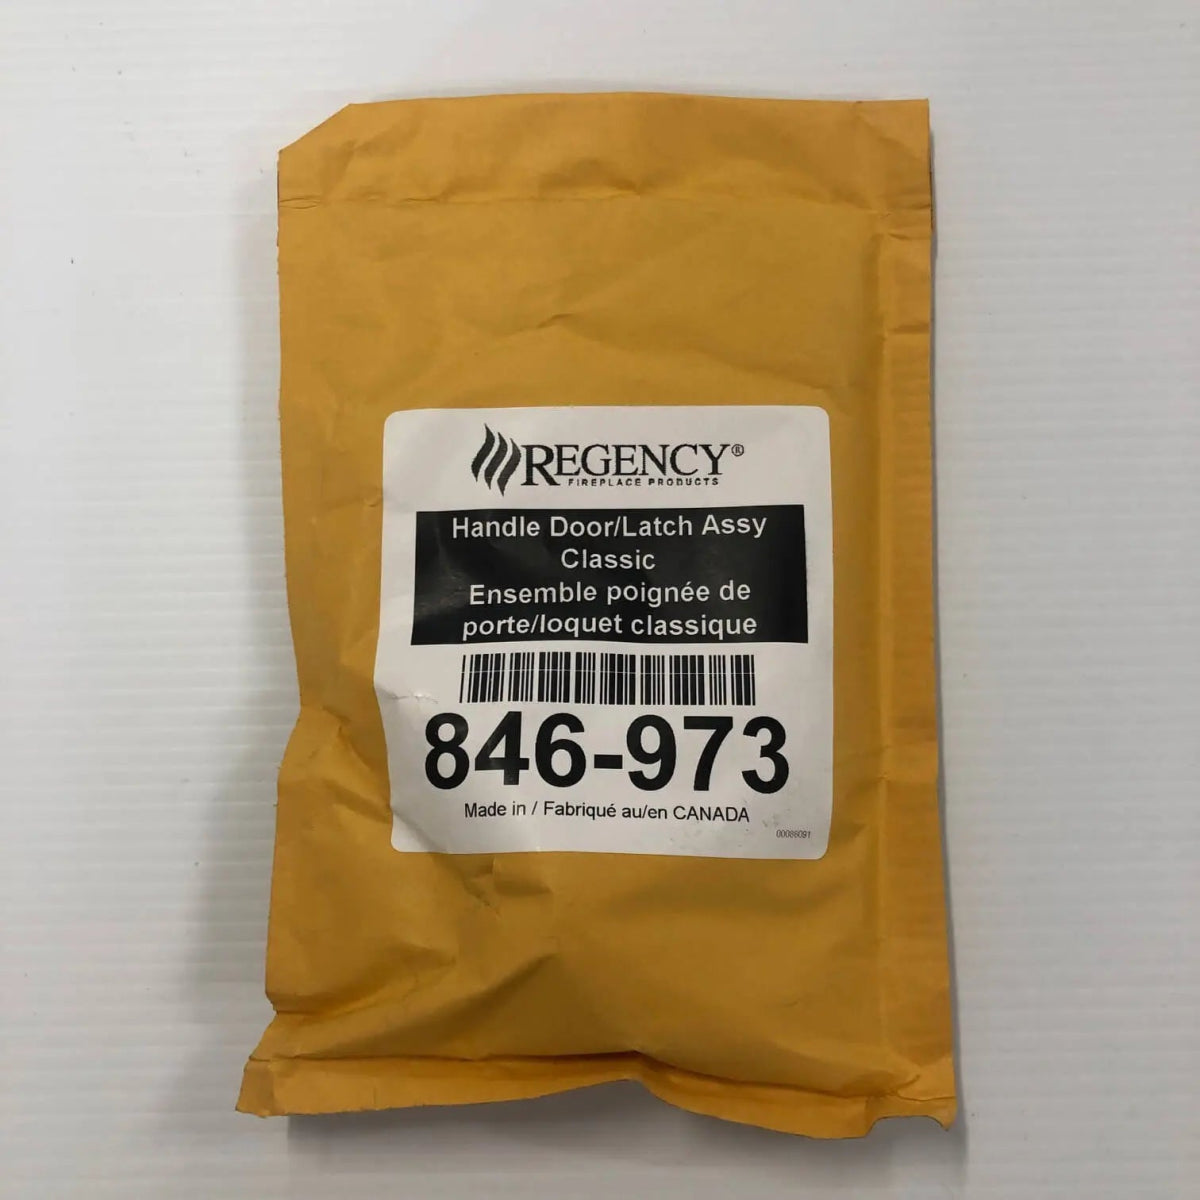 REGENCY®
FIREPLACE PRODUCTS
Handle Door/Latch Assy
Classic
Ensemble poignée de
porte/loquet classique
846-973
Made in / Fabriqué au/en CANADA
00086091